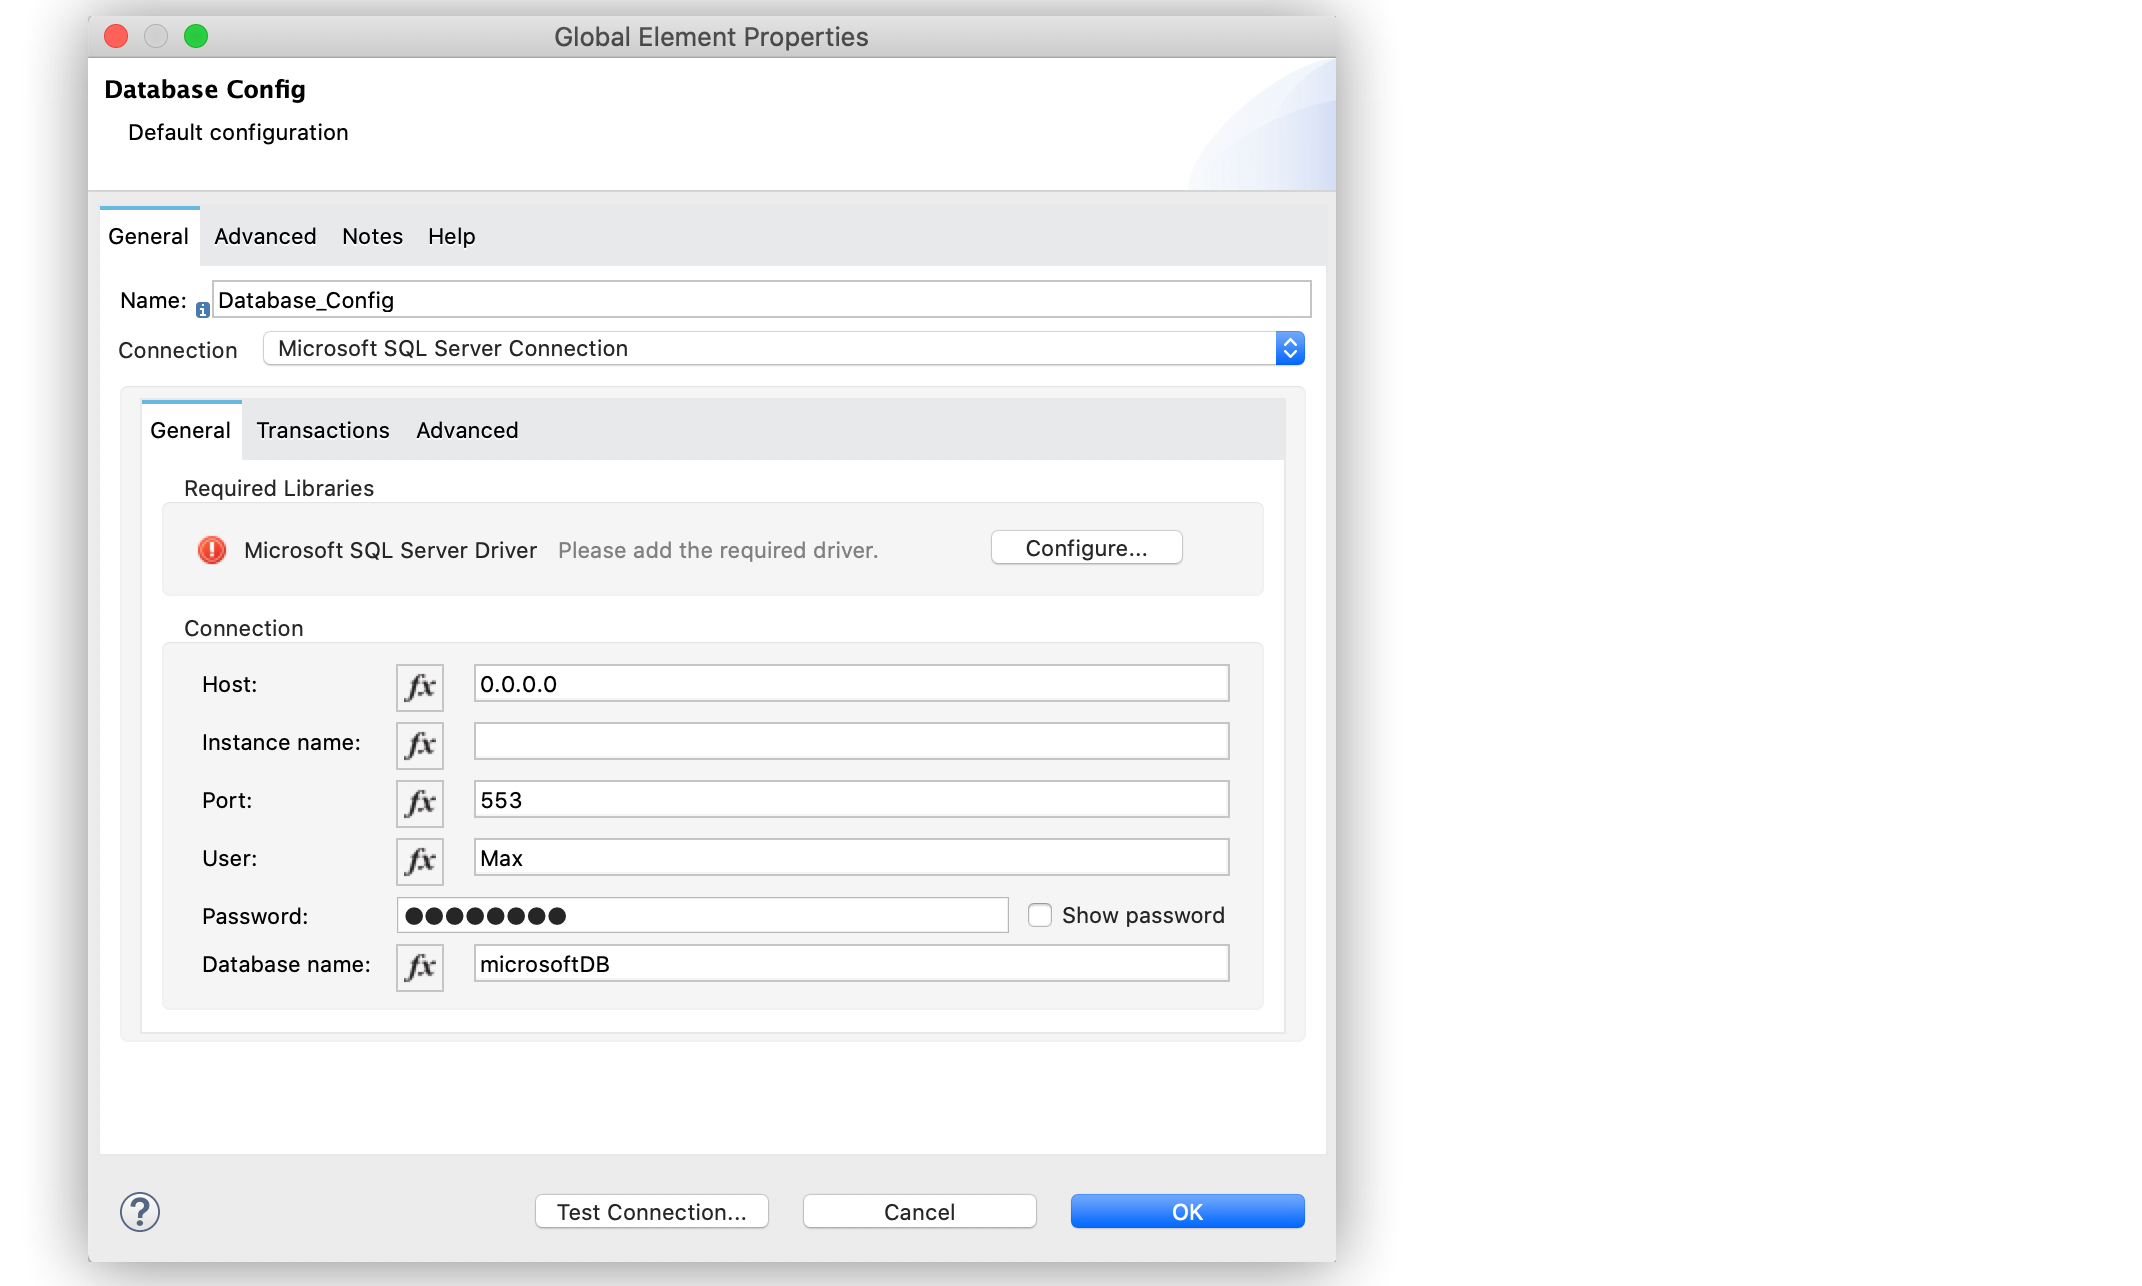 Global Element Properties
Database Config
Default configuration
General Advanced Notes Help
Name: Database_Config
Connection Microsoft SQL Server Connection
General Transactions Advanced
Required Libraries
Microsoft SQL Server Driver Please add the required driver. Configure...
Connection
Host: fx 0.0.0.0
Instance name: fx
Port: fx 553
User: fx Max
Password: ●●●●●●●● Show password
Database name: fx microsoftDB
? Test Connection... Cancel OK